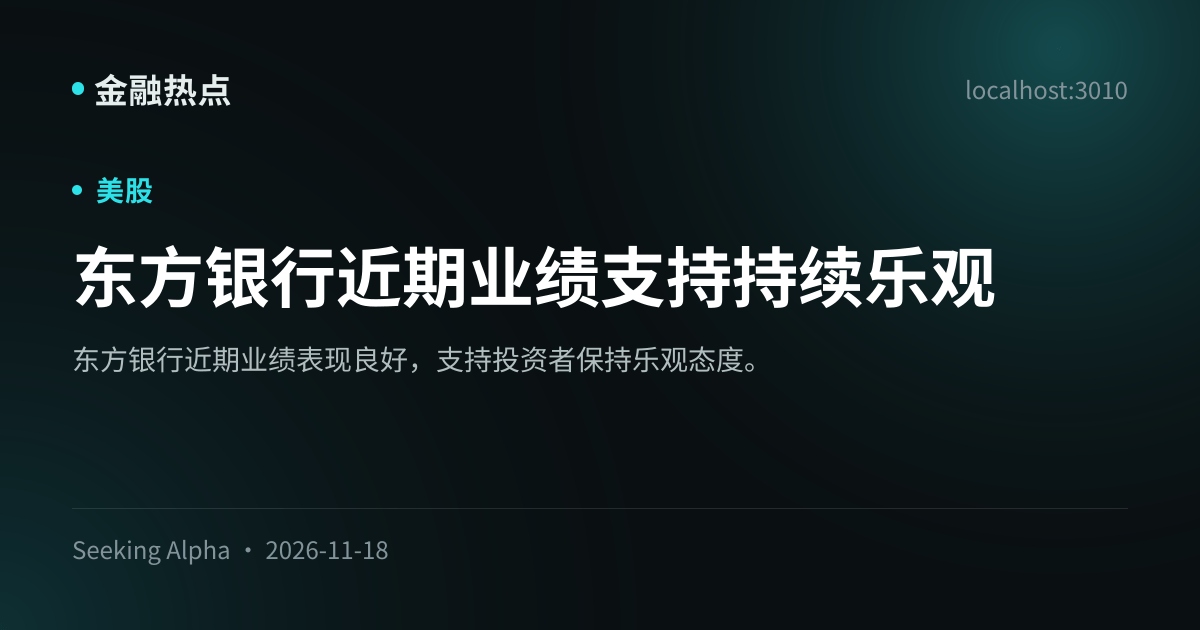 金融热点
localhost:3010
美股
东方银行近期业绩支持持续乐观
东方银行近期业绩表现良好，支持投资者保持乐观态度。
Seeking Alpha · 2026-11-18